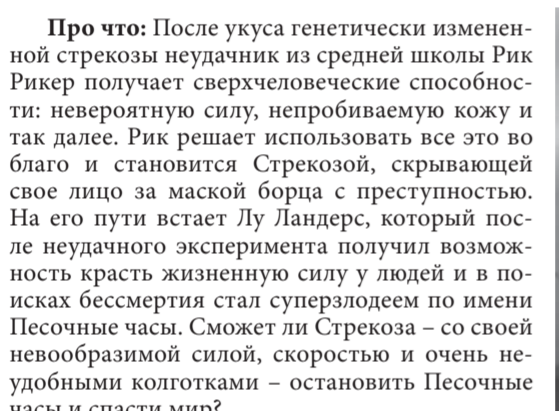 Про что: После укуса генетически изменен-
ной стрекозы неудачник из средней школы Рик
Рикер получает сверхчеловеческие способнос-
ти: невероятную силу, непробиваемую кожу и
так далее. Рик решает использовать все это во
благо и становится Стрекозой, скрывающей
свое лицо за маской борца с преступностью.
На его пути встает Лу Ландерс, который пос-
ле неудачного эксперимента получил возмож-
ность красть жизненную силу у людей и в по-
исках бессмертия стал суперзлодеем по имени
Песочные часы. Сможет ли Стрекоза – со своей
невообразимой силой, скоростью и очень не-
удобными колготками – остановить Песочные
часы и спасти мир?